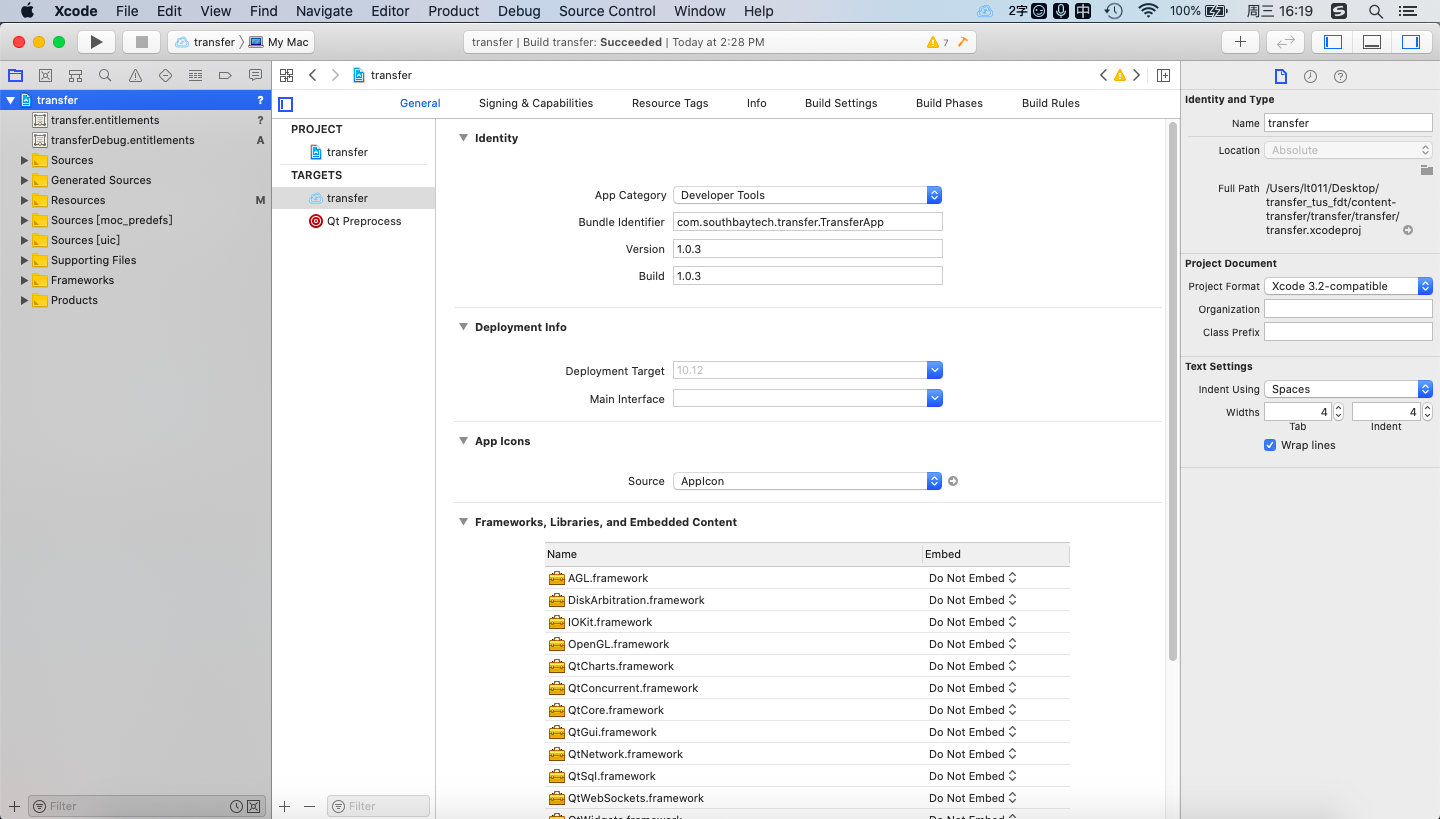 Xcode File Edit View Find Navigate Editor Product Debug Source Control Window Help 2字 中 100% 周三 16:19 S
transfer 〉 My Mac
transfer | Build transfer: Succeeded | Today at 2:28 PM
7
transfer
transfer ?
transfer.entitlements ?
transferDebug.entitlements A
Sources
Generated Sources
Resources M
Sources [moc_predefs]
Sources [uic]
Supporting Files
Frameworks
Products
Filter
General Signing & Capabilities Resource Tags Info Build Settings Build Phases Build Rules
PROJECT
transfer
TARGETS
transfer
Qt Preprocess
Filter
Identity
App Category Developer Tools
Bundle Identifier com.southbaytech.transfer.TransferApp
Version 1.0.3
Build 1.0.3
Deployment Info
Deployment Target 10.12
Main Interface
App Icons
Source AppIcon
Frameworks, Libraries, and Embedded Content
Name Embed
AGL.framework Do Not Embed
DiskArbitration.framework Do Not Embed
IOKit.framework Do Not Embed
OpenGL.framework Do Not Embed
QtCharts.framework Do Not Embed
QtConcurrent.framework Do Not Embed
QtCore.framework Do Not Embed
QtGui.framework Do Not Embed
QtNetwork.framework Do Not Embed
QtSql.framework Do Not Embed
QtWebSockets.framework Do Not Embed
QtWidgets.framework Do Not Embed
Identity and Type
Name transfer
Location Absolute
Full Path /Users/lt011/Desktop/
transfer_tus_fdt/content-
transfer/transfer/transfer/
transfer.xcodeproj
Project Document
Project Format Xcode 3.2-compatible
Organization
Class Prefix
Text Settings
Indent Using Spaces
Widths 4 4
Tab Indent
Wrap lines